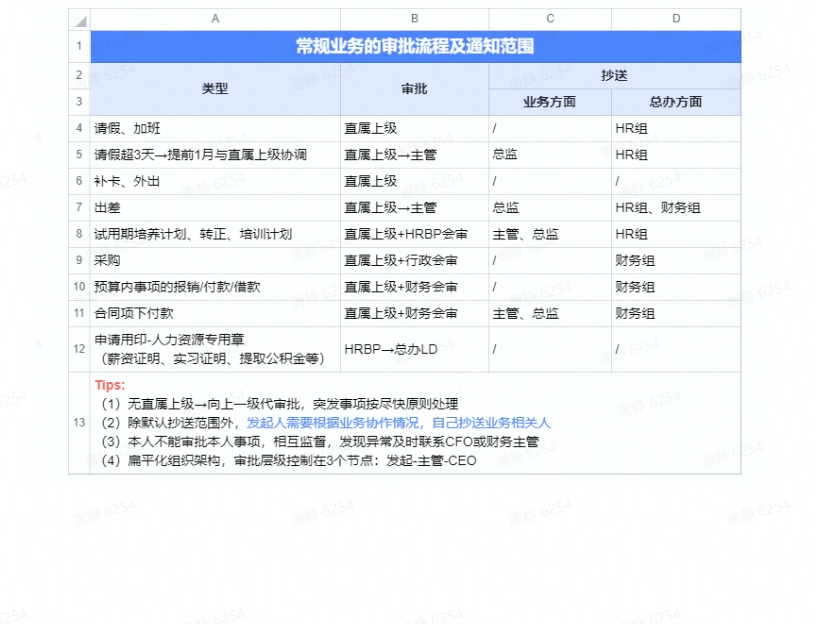 A B C D
1 常规业务的审批流程及通知范围
2 类型 审批 抄送
3 业务方面 总办方面
4 请假、加班 直属上级 / HR组
5 请假超3天→提前1月与直属上级协调 直属上级→主管 总监 HR组
6 补卡、外出 直属上级 / /
7 出差 直属上级→主管 总监 HR组、财务组
8 试用期培养计划、转正、培训计划 直属上级+HRBP会审 主管、总监 HR组
9 采购 直属上级+行政会审 / 财务组
10 预算内事项的报销/付款/借款 直属上级+财务会审 / 财务组
11 合同项下付款 直属上级+财务会审 主管、总监 财务组
12 申请用印-人力资源专用章
（薪资证明、实习证明、提取公积金等） HRBP→总办LD / /
13 Tips:
（1）无直属上级→向上一级代审批，突发事项按尽快原则处理
（2）除默认抄送范围外，发起人需要根据业务协作情况，自己抄送业务相关人
（3）本人不能审批本人事项，相互监督，发现异常及时联系CFO或财务主管
（4）扁平化组织架构，审批层级控制在3个节点：发起-主管-CEO
唐静 6254